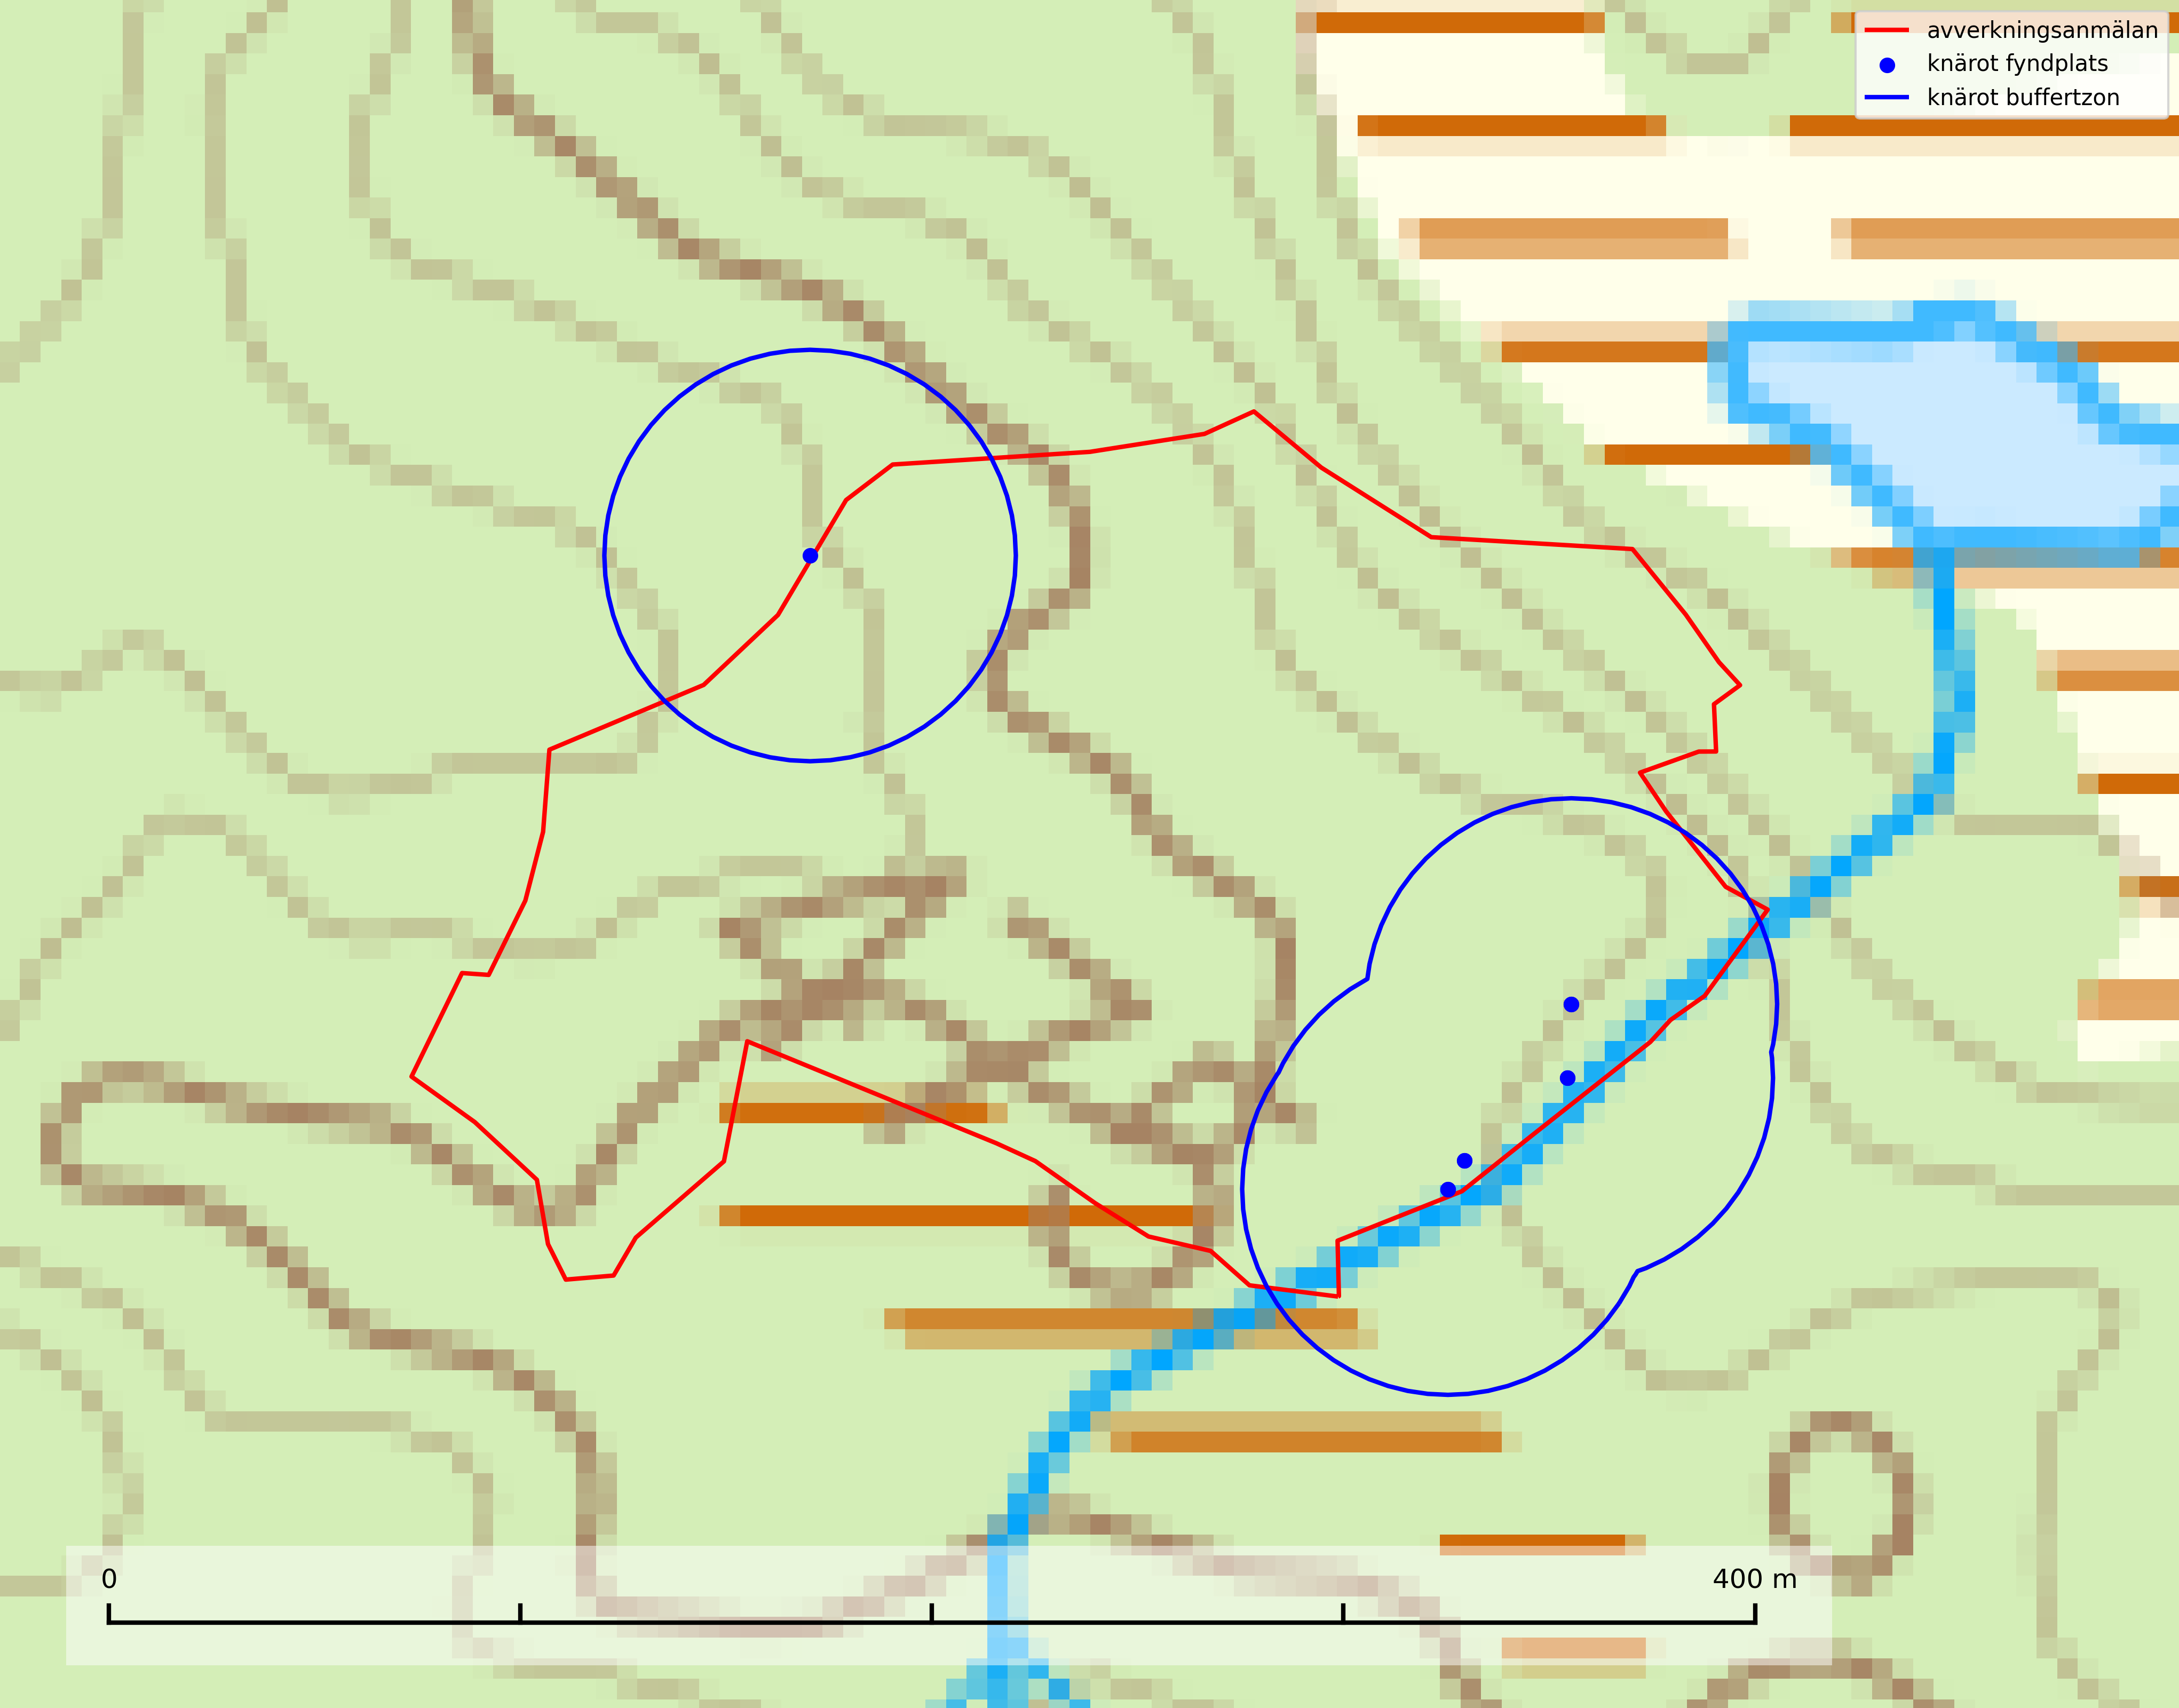 avverkningsanmälan
knärot fyndplats
knärot buffertzon
0
400 m